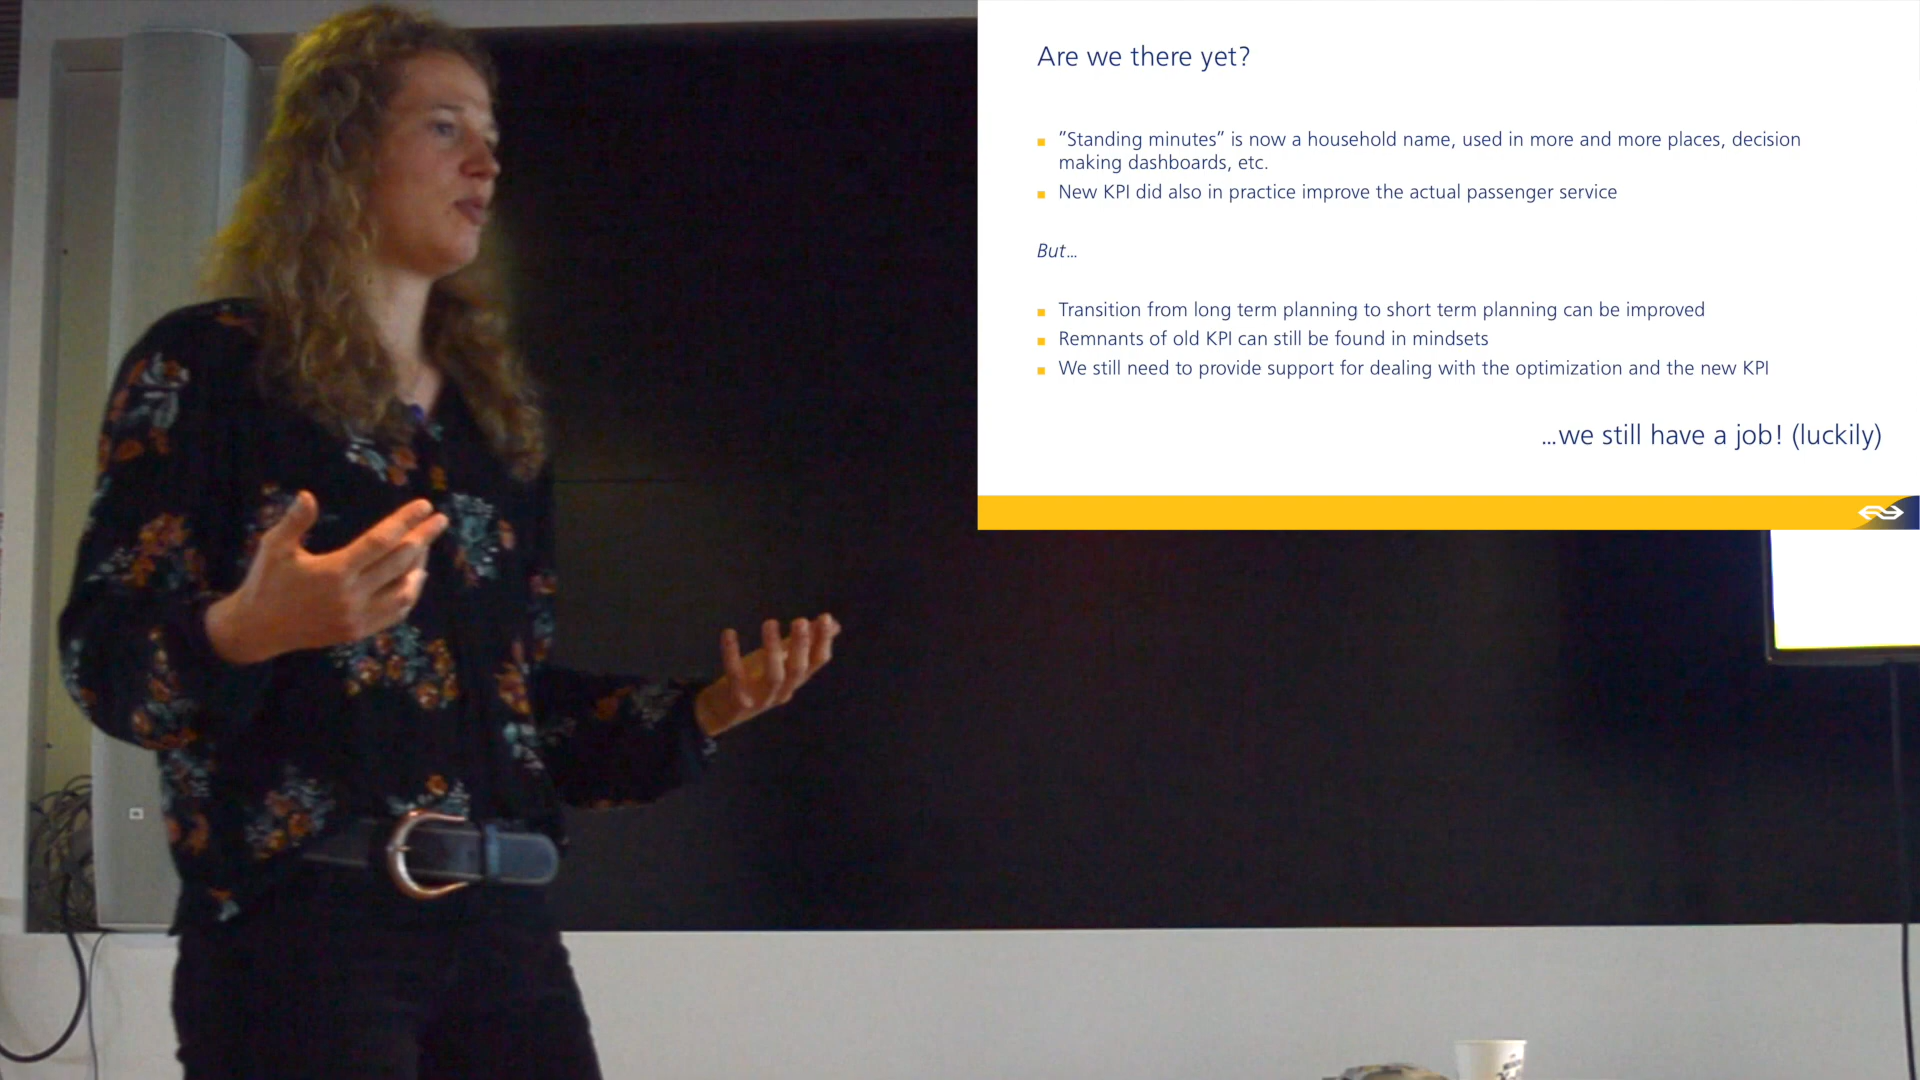 Are we there yet?
”Standing minutes” is now a household name, used in more and more places, decision
making dashboards, etc.
New KPI did also in practice improve the actual passenger service
But...
Transition from long term planning to short term planning can be improved
Remnants of old KPI can still be found in mindsets
We still need to provide support for dealing with the optimization and the new KPI
...we still have a job! (luckily)